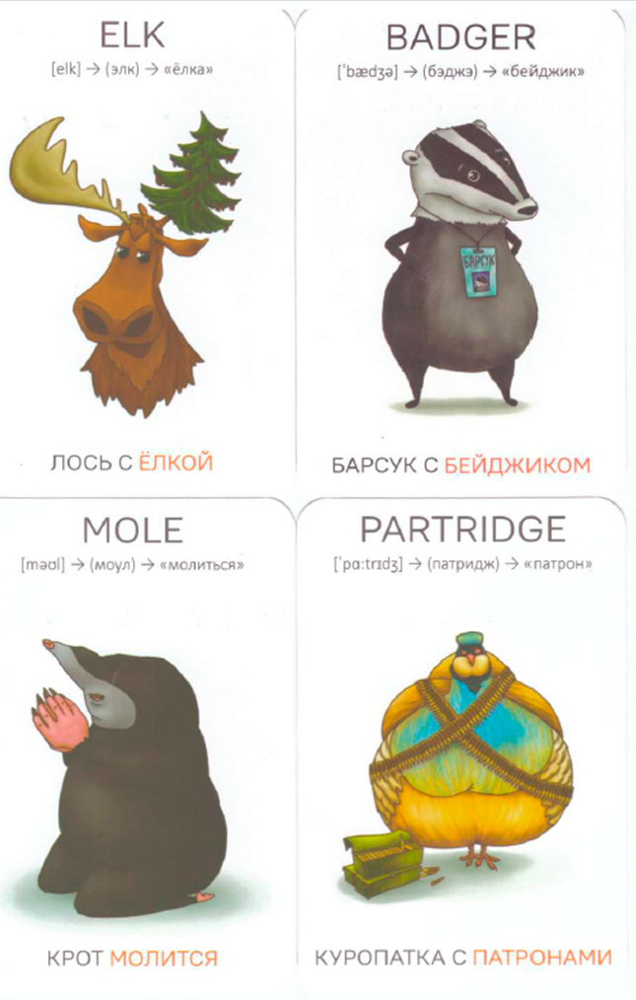 ELK
[elk] → (элк) → «ёлка»
ЛОСЬ С ЁЛКОЙ
BADGER
[ˈbædʒə] → (бэджэ) → «бейджик»
БАРСУК
БАРСУК С БЕЙДЖИКОМ
MOLE
[məʊl] → (моул) → «молиться»
КРОТ МОЛИТСЯ
PARTRIDGE
[ˈpɑːtrɪdʒ] → (патридж) → «патрон»
КУРОПАТКА С ПАТРОНАМИ